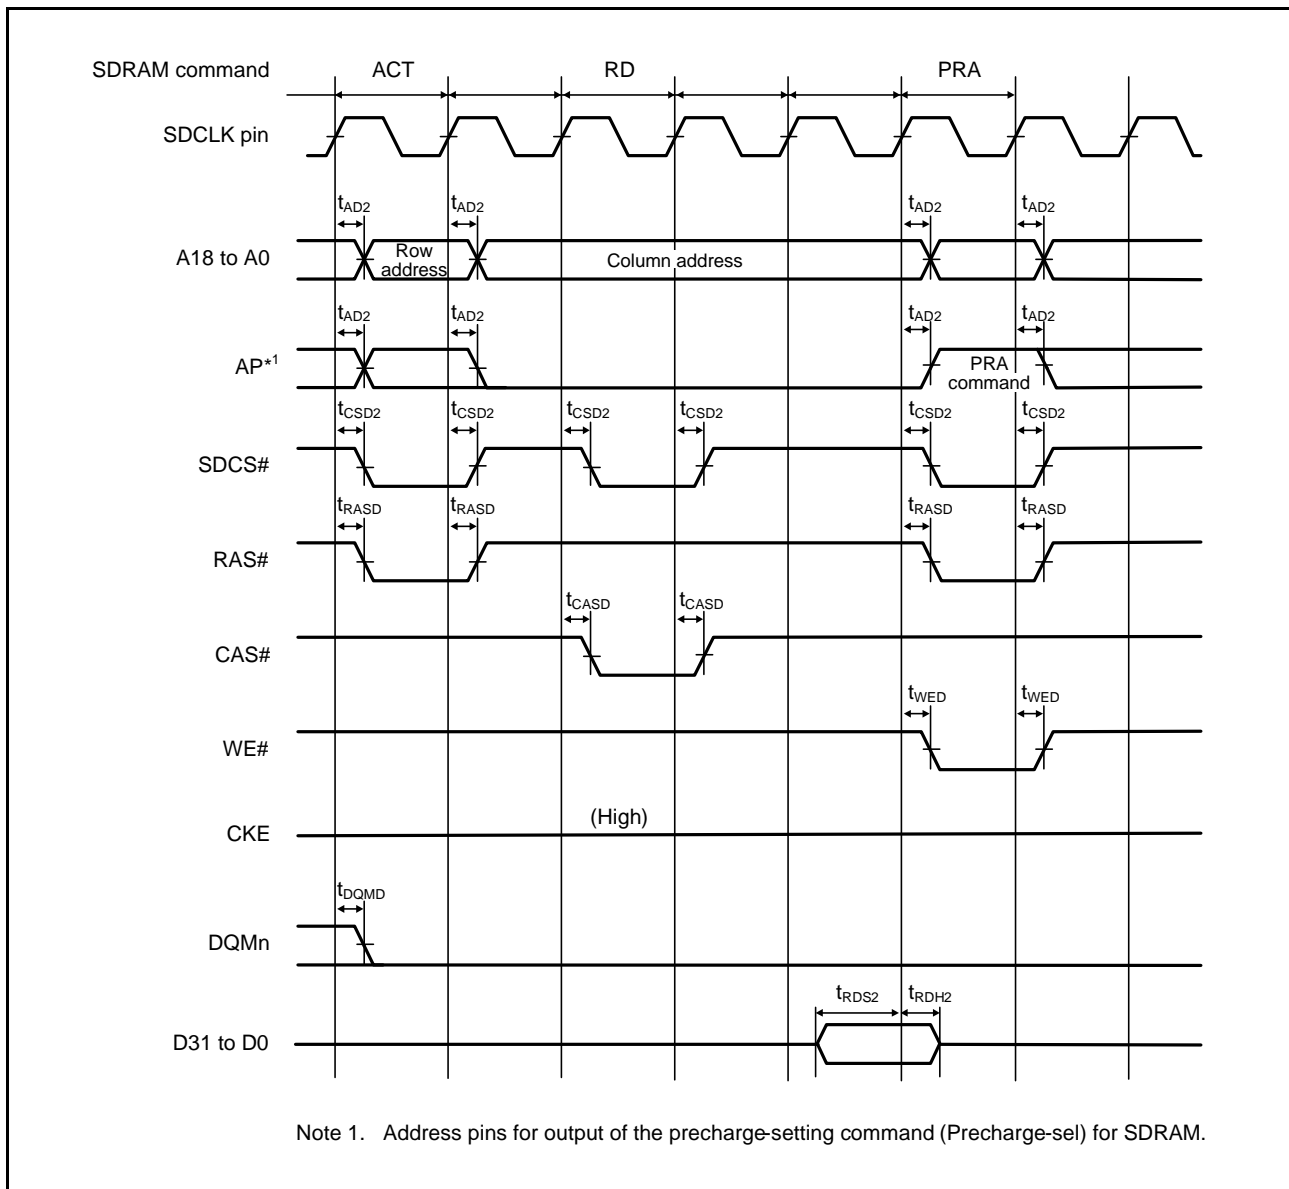 SDRAM command ACT RD PRA
SDCLK pin
tAD2 tAD2 tAD2 tAD2
A18 to A0 Row address Column address
tAD2 tAD2 tAD2 tAD2
AP*1 PRA command
tCSD2 tCSD2 tCSD2 tCSD2 tCSD2 tCSD2
SDCS#
tRASD tRASD tRASD tRASD
RAS#
tCASD tCASD
CAS#
tWED tWED
WE#
(High)
CKE
tDQMD
DQMn
tRDS2 tRDH2
D31 to D0
Note 1. Address pins for output of the precharge-setting command (Precharge-sel) for SDRAM.